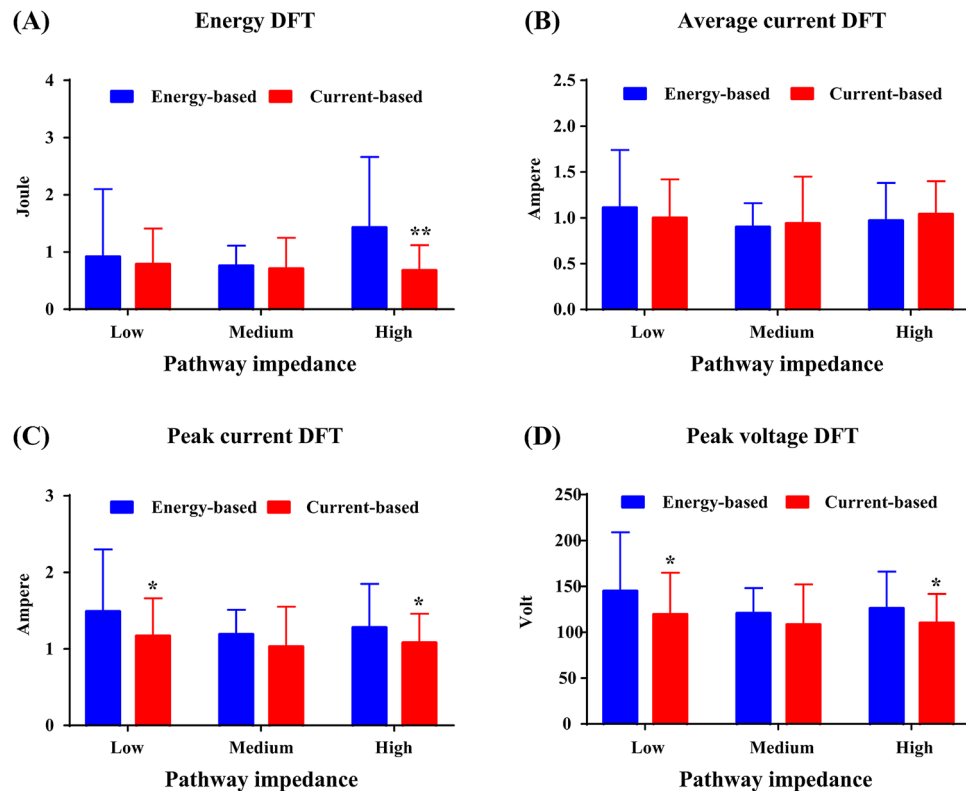 (A)
Energy DFT
4
3
2
1
0
Joule
Energy-based Current-based
**
Low Medium High
Pathway impedance
(B)
Average current DFT
2.5
2.0
1.5
1.0
0.5
0.0
Ampere
Energy-based Current-based
Low Medium High
Pathway impedance
(C)
Peak current DFT
3
2
1
0
Ampere
Energy-based Current-based
* *
Low Medium High
Pathway impedance
(D)
Peak voltage DFT
250
200
150
100
50
0
Volt
Energy-based Current-based
* *
Low Medium High
Pathway impedance